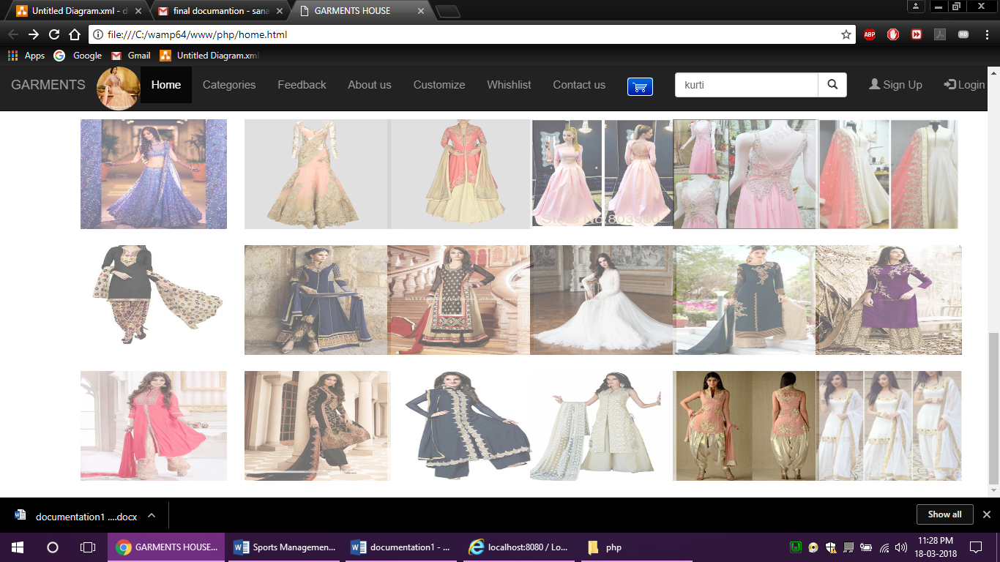 Untitled Diagram.xml - d
final documantion - sana
GARMENTS HOUSE
file:///C:/wamp64/www/php/home.html
ABP
HD
Apps
Google
Gmail
Untitled Diagram.xml
GARMENTS
Home
Categories
Feedback
About us
Customize
Whishlist
Contact us
kurti
Sign Up
Login
documentation1 ....docx
Show all
GARMENTS HOUSE...
Sports Managemen...
documentation1 - ...
localhost:8080 / Lo...
php
11:28 PM
18-03-2018